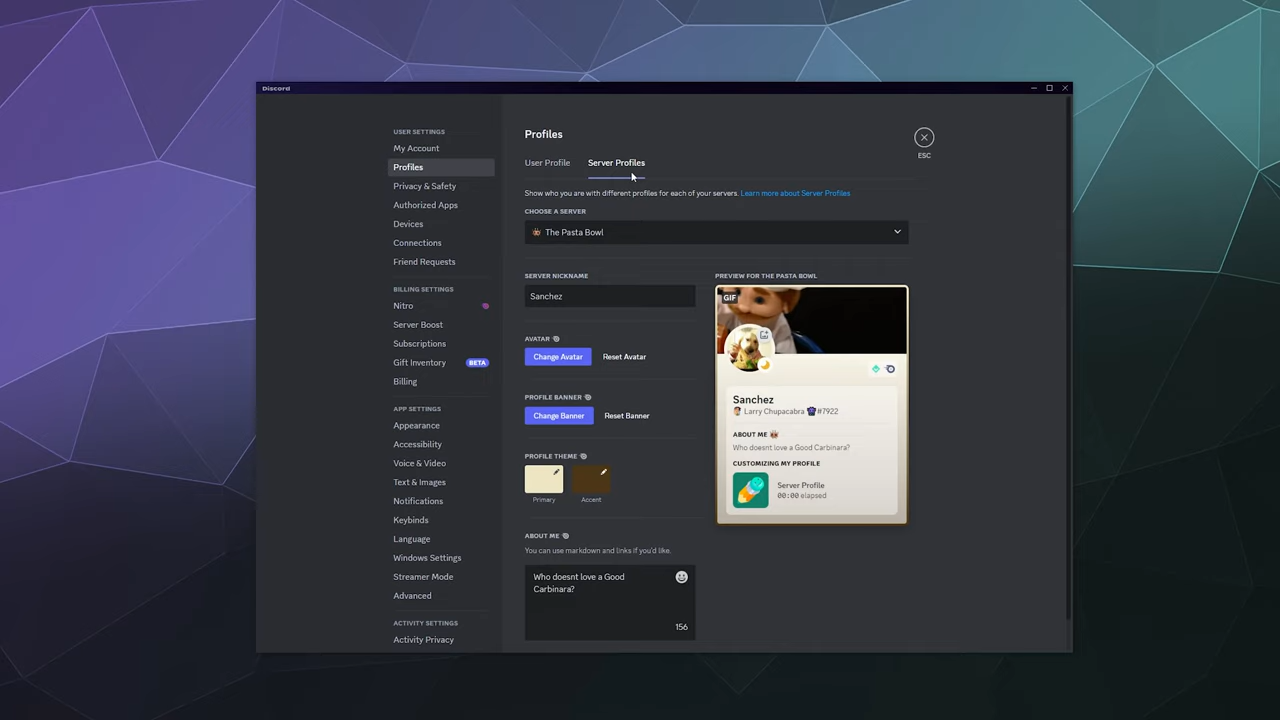 Discord
USER SETTINGS
My Account
Profiles
Privacy & Safety
Authorized Apps
Devices
Connections
Friend Requests
BILLING SETTINGS
Nitro
Server Boost
Subscriptions
Gift Inventory BETA
Billing
APP SETTINGS
Appearance
Accessibility
Voice & Video
Text & Images
Notifications
Keybinds
Language
Windows Settings
Streamer Mode
Advanced
ACTIVITY SETTINGS
Activity Privacy
Profiles
ESC
User Profile Server Profiles
Show who you are with different profiles for each of your servers. Learn more about Server Profiles
CHOOSE A SERVER
The Pasta Bowl
SERVER NICKNAME
Sanchez
AVATAR
Change Avatar Reset Avatar
PROFILE BANNER
Change Banner Reset Banner
PROFILE THEME
Primary Accent
ABOUT ME
You can use markdown and links if you'd like.
Who doesnt love a Good
Carbinara?
156
PREVIEW FOR THE PASTA BOWL
GIF
Sanchez
Larry Chupacabra #7922
ABOUT ME
Who doesnt love a Good Carbinara?
CUSTOMIZING MY PROFILE
Server Profile
00:00 elapsed